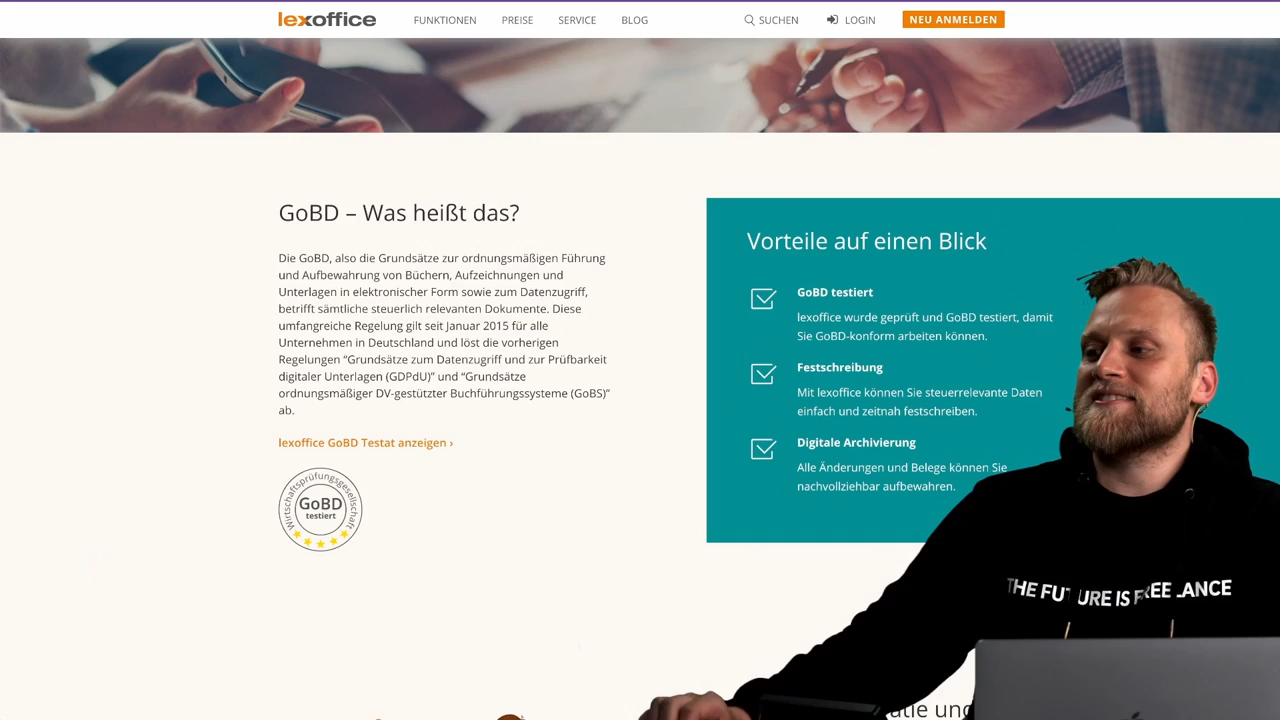 lexoffice
FUNKTIONEN
PREISE
SERVICE
BLOG
SUCHEN
LOGIN
NEU ANMELDEN
GoBD – Was heißt das?
Die GoBD, also die Grundsätze zur ordnungsmäßigen Führung
und Aufbewahrung von Büchern, Aufzeichnungen und
Unterlagen in elektronischer Form sowie zum Datenzugriff,
betrifft sämtliche steuerlich relevanten Dokumente. Diese
umfangreiche Regelung gilt seit Januar 2015 für alle
Unternehmen in Deutschland und löst die vorherigen
Regelungen “Grundsätze zum Datenzugriff und zur Prüfbarkeit
digitaler Unterlagen (GDPdU)” und “Grundsätze
ordnungsmäßiger DV-gestützter Buchführungssysteme (GoBS)”
ab.
lexoffice GoBD Testat anzeigen ›
Wirtschaftsprüfungsgesellschaft
GoBD
testiert
Vorteile auf einen Blick
GoBD testiert
lexoffice wurde geprüft und GoBD testiert, damit
Sie GoBD-konform arbeiten können.
Festschreibung
Mit lexoffice können Sie steuerrelevante Daten
einfach und zeitnah festschreiben.
Digitale Archivierung
Alle Änderungen und Belege können Sie
nachvollziehbar aufbewahren.
THE FUTURE IS FREELANCE
und